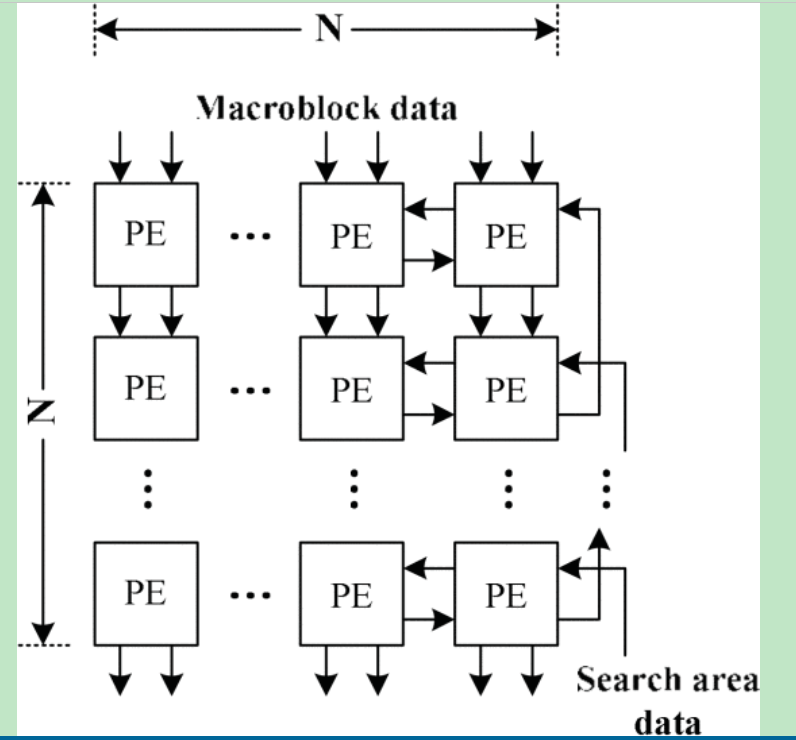 N
Macroblock data
PE ... PE PE
PE ... PE PE
N
PE ... PE PE
Search area
data